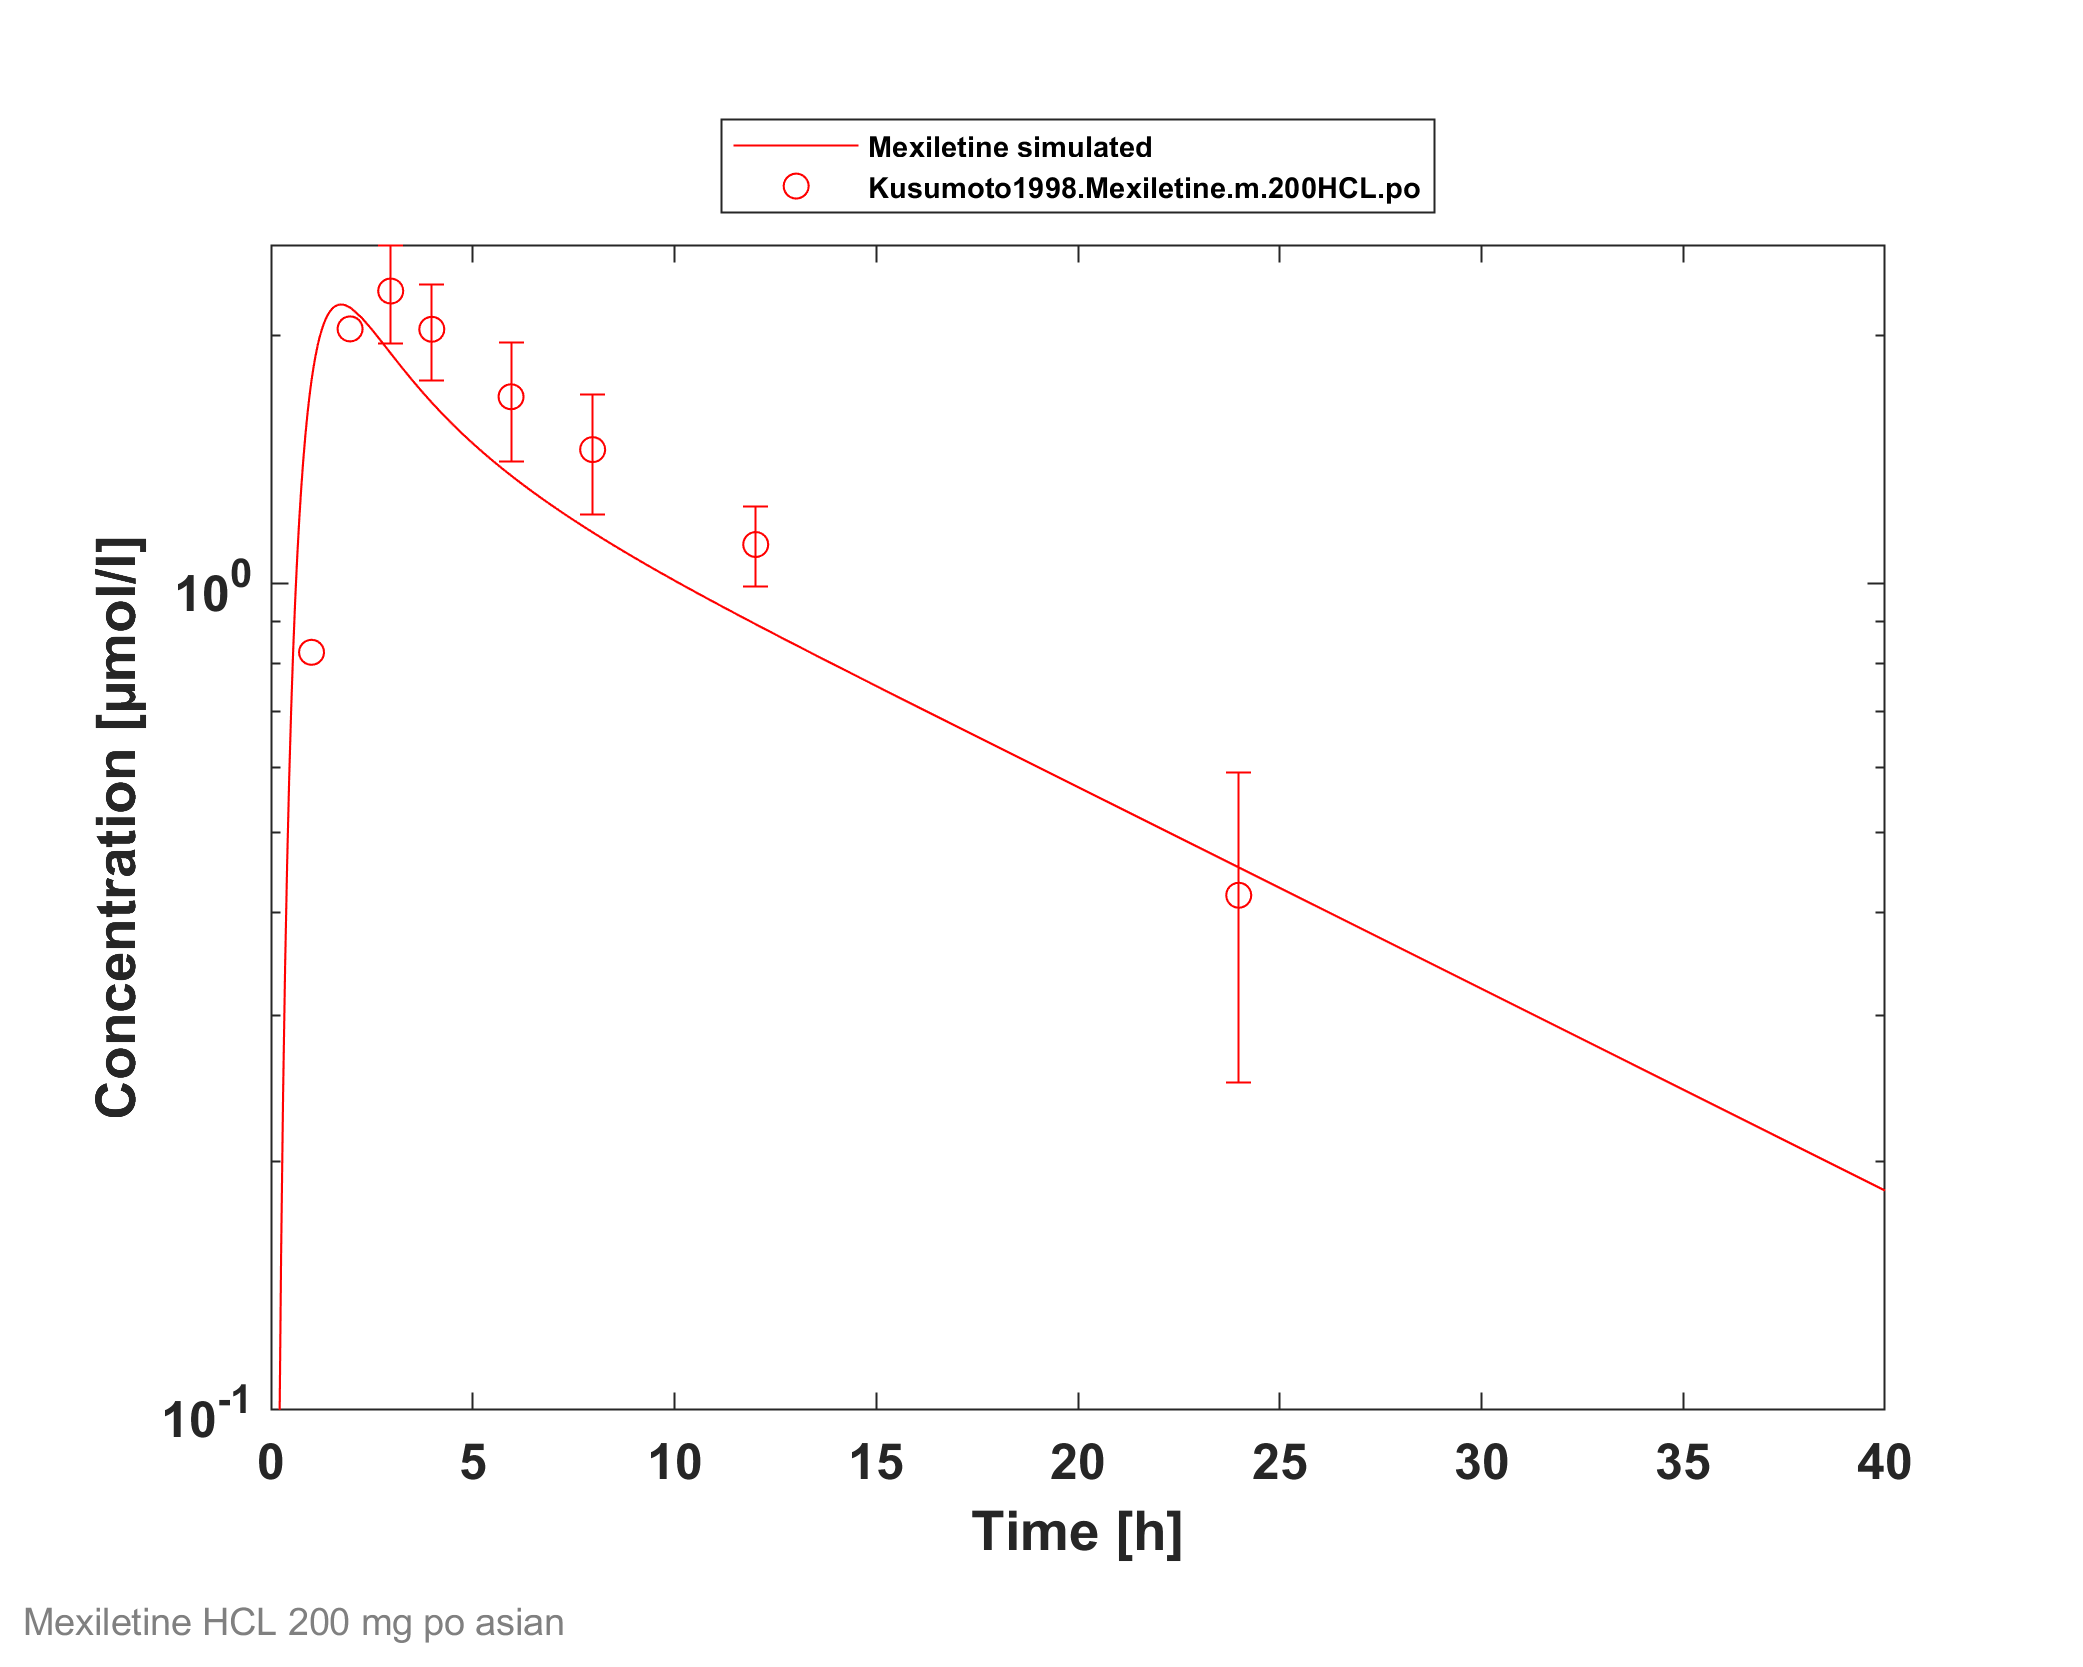 Mexiletine simulated
Kusumoto1998.Mexiletine.m.200HCL.po
Concentration [µmol/l]
10^0
10^-1
0 5 10 15 20 25 30 35 40
Time [h]
Mexiletine HCL 200 mg po asian